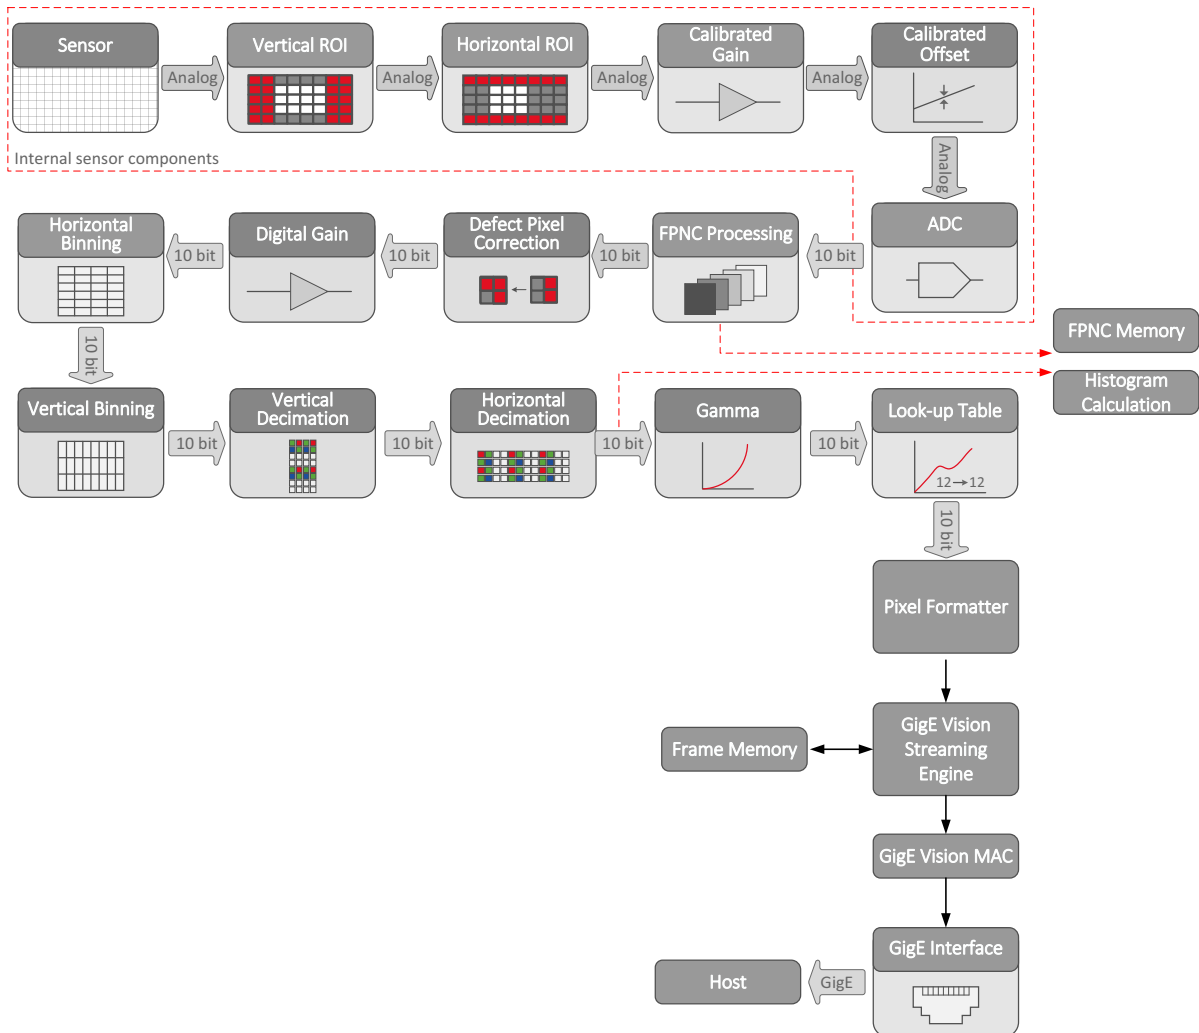 Sensor
Analog
Vertical ROI
Analog
Horizontal ROI
Analog
Calibrated
Gain
Analog
Calibrated
Offset
Internal sensor components
Analog
ADC
10 bit
FPNC Processing
10 bit
Defect Pixel
Correction
10 bit
Digital Gain
10 bit
Horizontal
Binning
FPNC Memory
Histogram
Calculation
10 bit
Vertical Binning
10 bit
Vertical
Decimation
10 bit
Horizontal
Decimation
10 bit
Gamma
10 bit
Look-up Table
12→12
10 bit
Pixel Formatter
Frame Memory
GigE Vision
Streaming
Engine
GigE Vision MAC
GigE Interface
GigE
Host